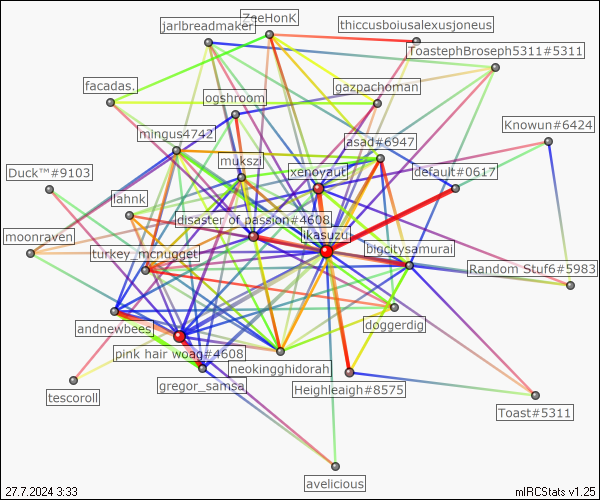 ZeeHonK
thiccusboiusalexusjoneus
jarlbreadmaker
ToastephBroseph5311#5311
facadas.
gazpachoman
ogshroom
Knowun#6424
mingus4742
asad#6947
mukszi
xenoyaut
default#0617
Duck™#9103
lahnk
disaster of passion#4608
ikasuzu
moonraven
turkey_mcnugget
bigcitysamurai
Random Stuf6#5983
andnewbees
doggerdig
pink hair woag#4608
neokingghidorah
gregor_samsa
Heighleaigh#8575
tescoroll
Toast#5311
avelicious
27.7.2024 3:33
mIRCStats v1.25